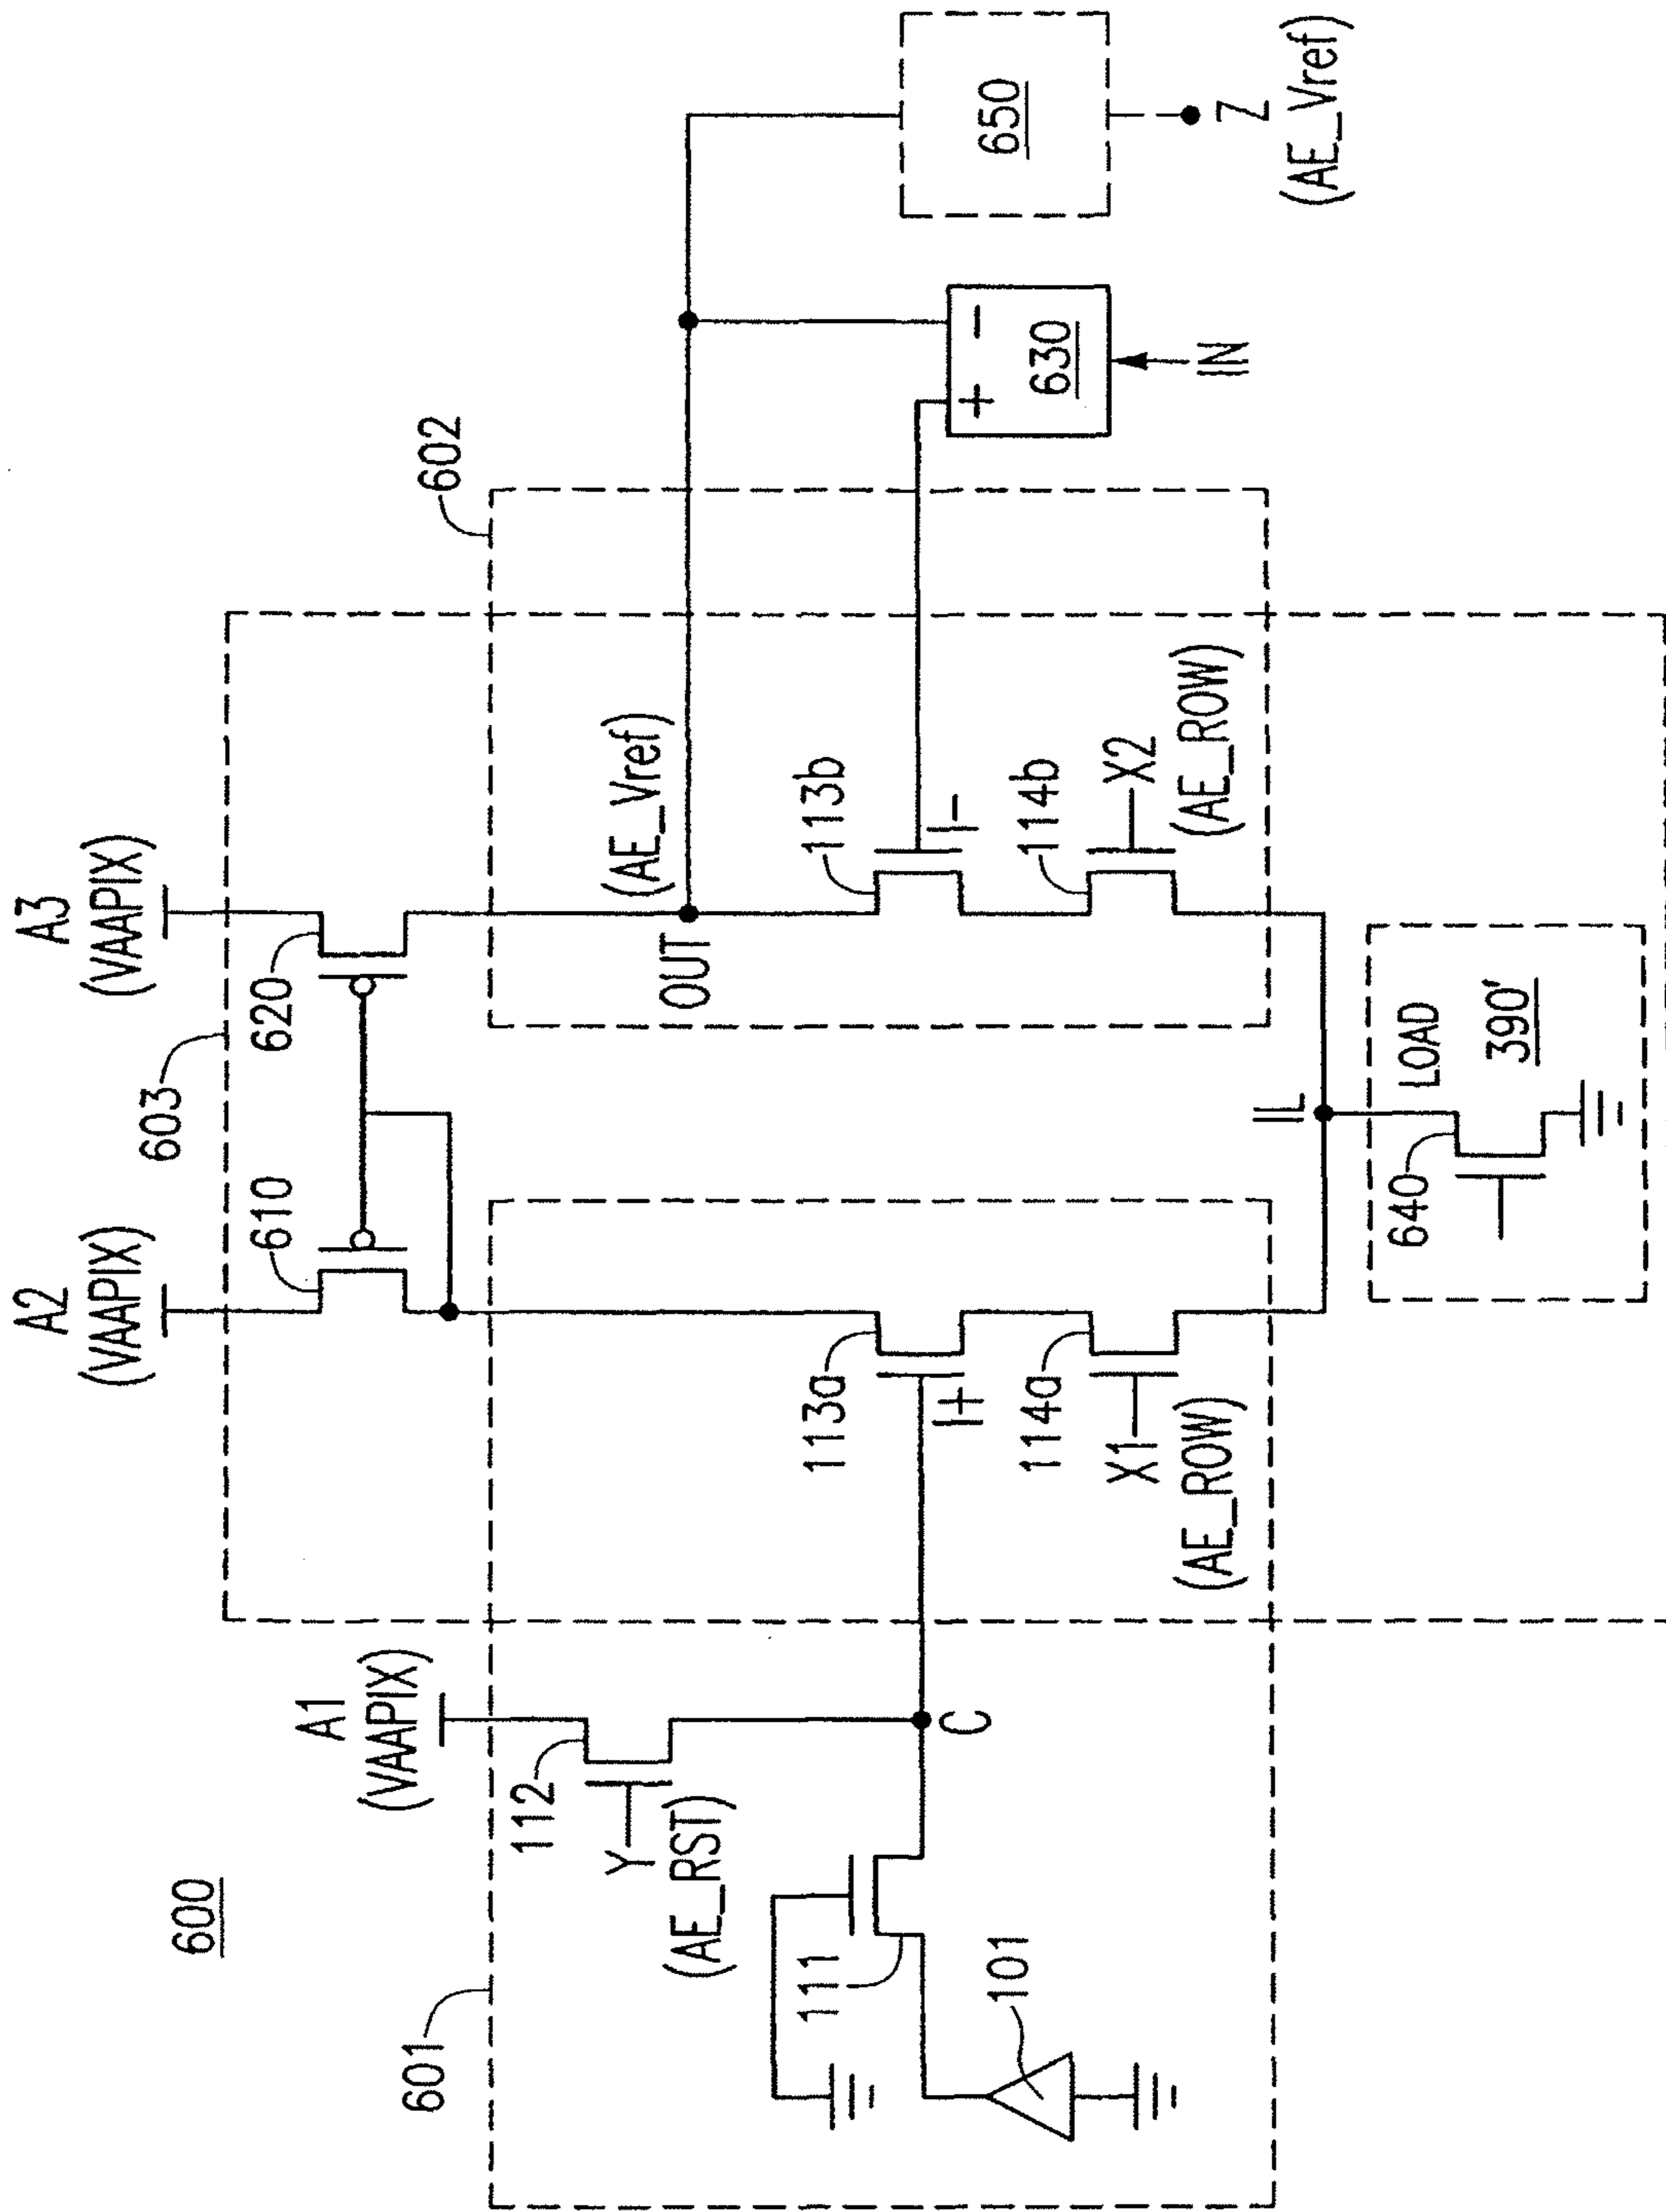 600
601
602
603
A1
(VAAPIX)
A2
(VAAPIX)
A3
(VAAPIX)
610
620
112
Y
(AE_RST)
111
101
C
113a
I+
114a
X1
(AE_ROW)
OUT
(AE_Vref)
113b
I-
114b
X2
(AE_ROW)
IL
LOAD
640
390'
+
-
630
IN
650
Z
(AE_Vref)